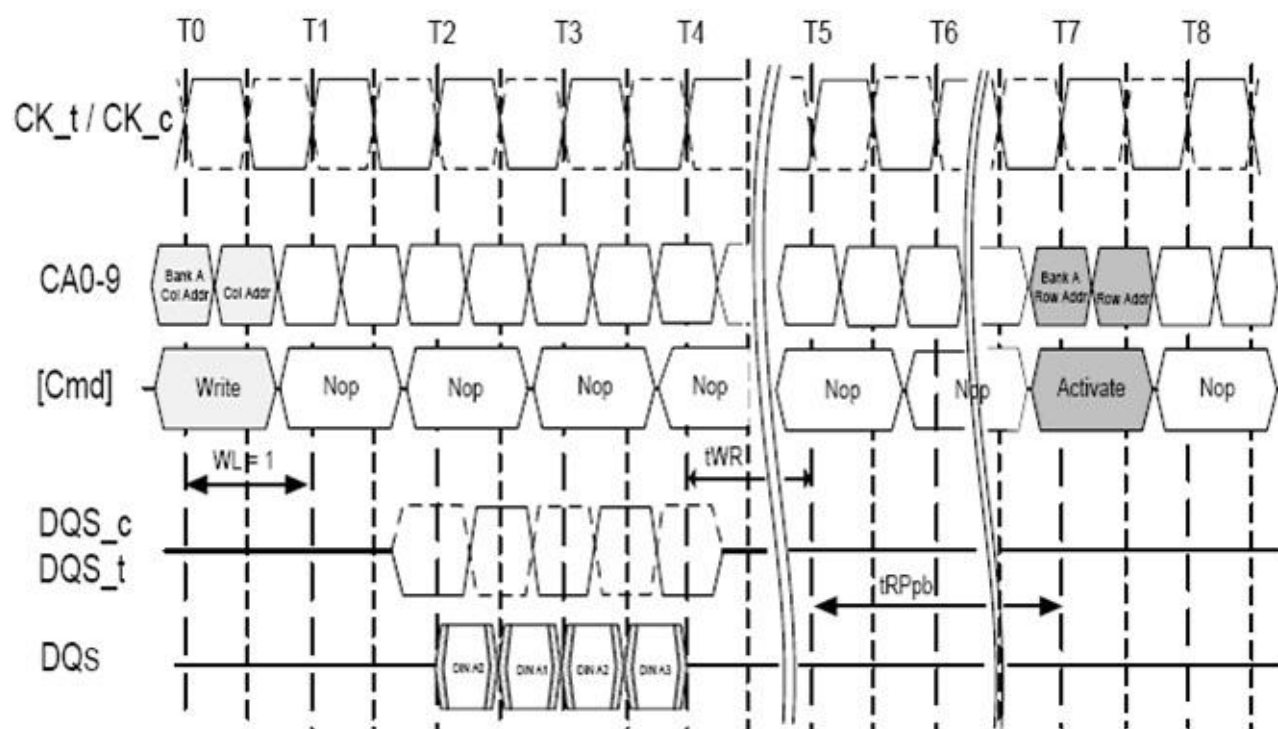 T0 T1 T2 T3 T4 T5 T6 T7 T8
CK_t / CK_c
CA0-9
Bank A
Col Addr
Col Addr
Bank A
Row Addr
Row Addr
[Cmd]
Write Nop Nop Nop Nop Nop Nop Activate Nop
WL = 1
tWR
DQS_c
DQS_t
tRPpb
DQs
DIN A0 DIN A1 DIN A2 DIN A3